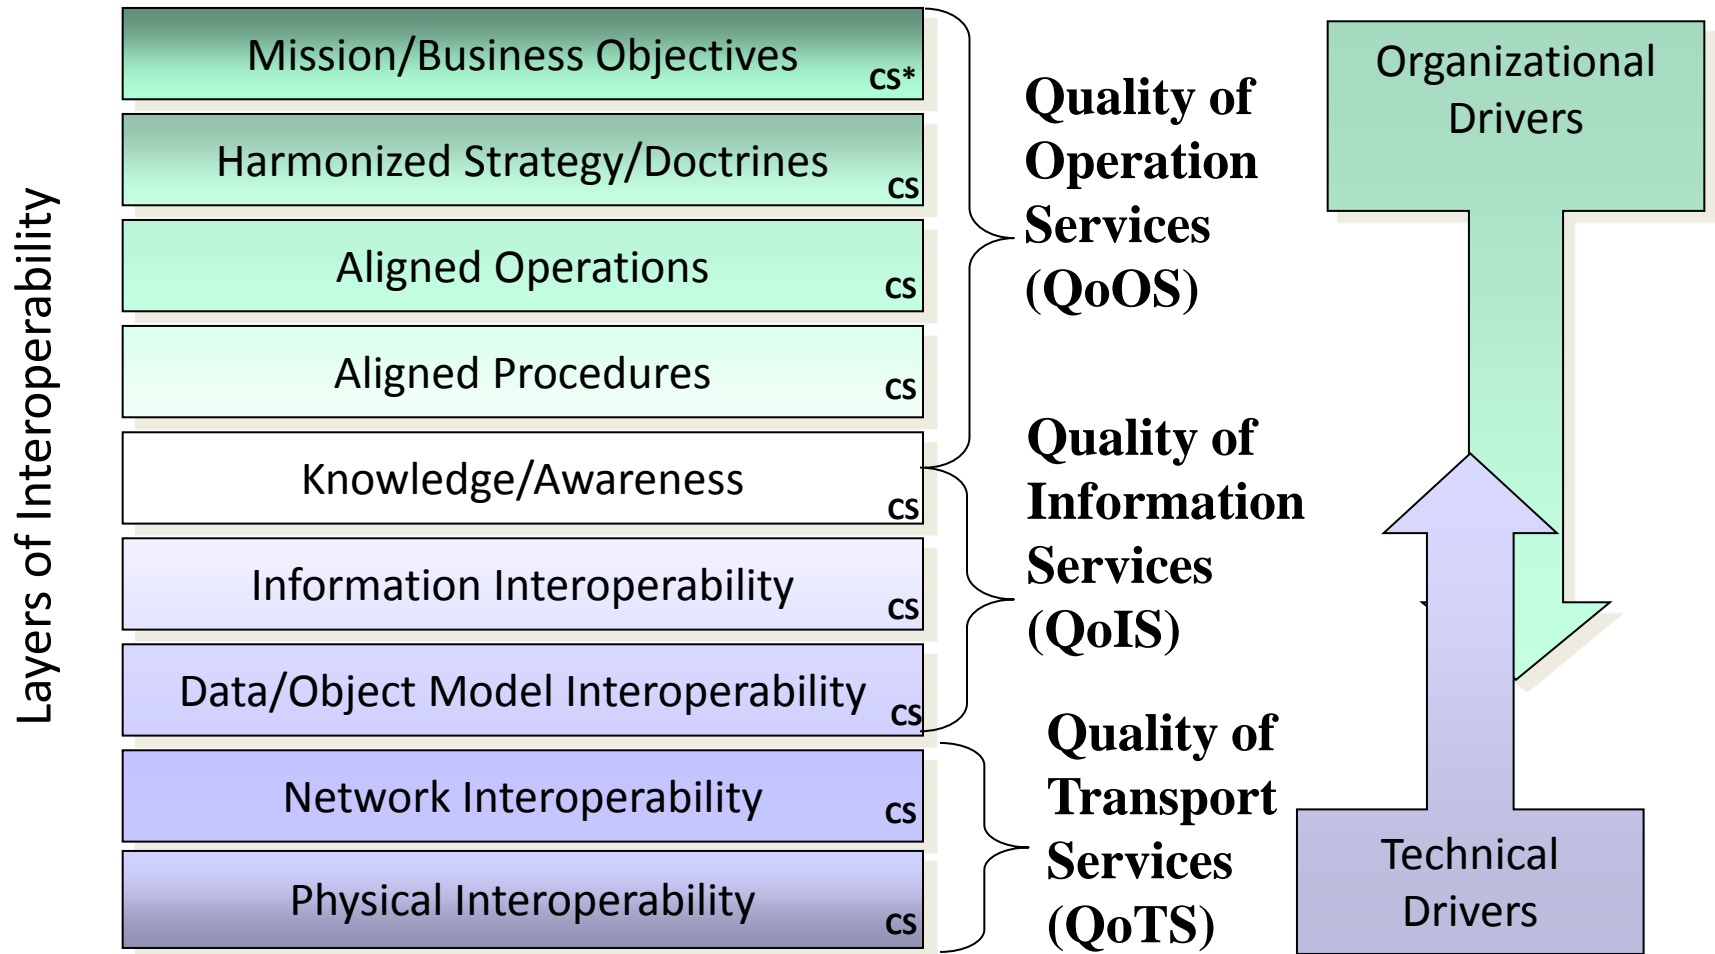 Layers of Interoperability
Mission/Business Objectives
CS*
Harmonized Strategy/Doctrines
CS
Aligned Operations
CS
Aligned Procedures
CS
Knowledge/Awareness
CS
Information Interoperability
CS
Data/Object Model Interoperability
CS
Network Interoperability
CS
Physical Interoperability
CS
Quality of
Operation
Services
(QoOS)
Quality of
Information
Services
(QoIS)
Quality of
Transport
Services
(QoTS)
Organizational
Drivers
Technical
Drivers